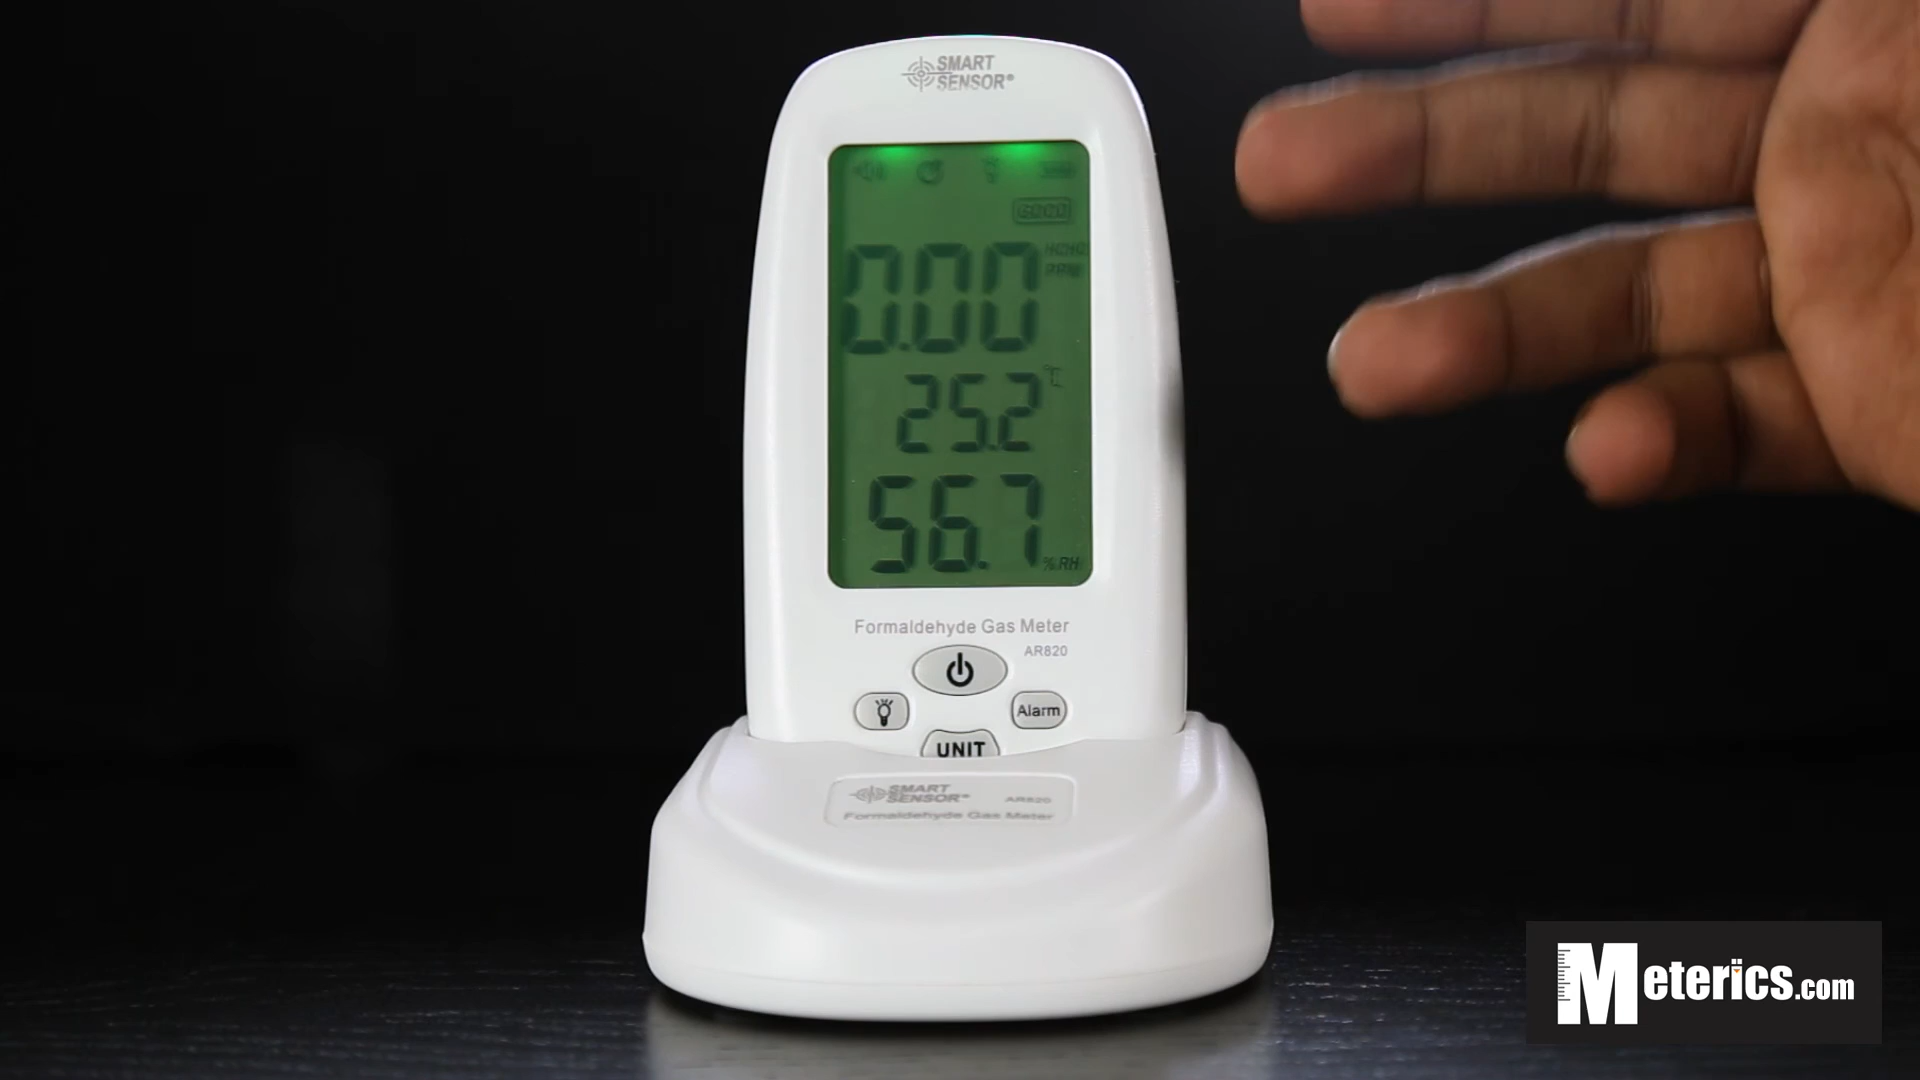 SMART
SENSOR®
GOOD
0.00 HCHO
PPM
25.2 °C
56.7 %RH
Formaldehyde Gas Meter
AR820
Alarm
UNIT
SMART
SENSOR® AR820
Formaldehyde Gas Meter
Meterics.com